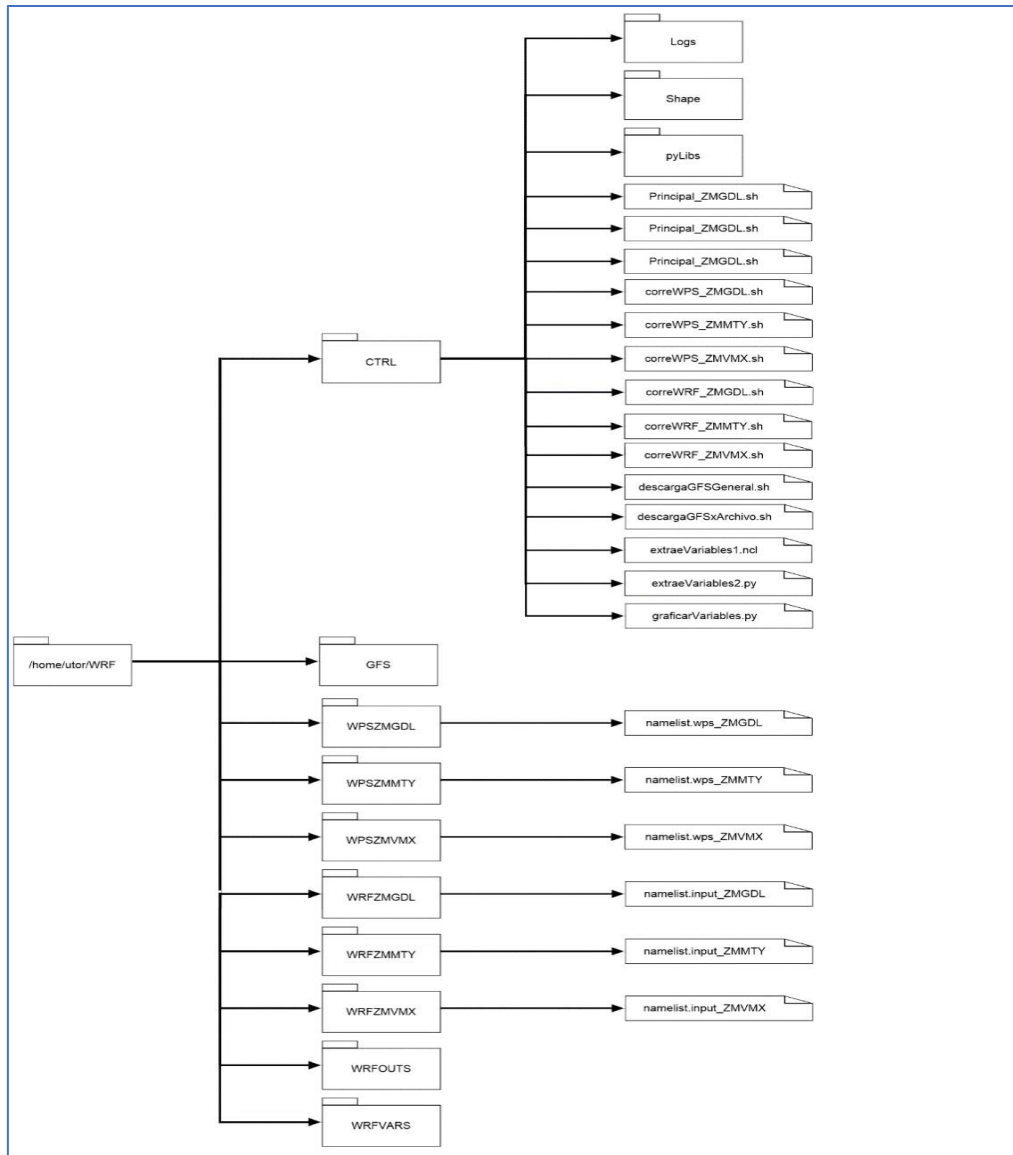 Logs
Shape
pyLibs
Principal_ZMGDL.sh
Principal_ZMGDL.sh
Principal_ZMGDL.sh
correWPS_ZMGDL.sh
correWPS_ZMMTY.sh
CTRL
correWPS_ZMVMX.sh
correWRF_ZMGDL.sh
correWRF_ZMMTY.sh
correWRF_ZMVMX.sh
descargaGFSGeneral.sh
descargaGFSxArchivo.sh
extraeVariables1.ncl
extraeVariables2.py
graficarVariables.py
/home/utor/WRF
GFS
WPSZMGDL
namelist.wps_ZMGDL
WPSZMMTY
namelist.wps_ZMMTY
WPSZMVMX
namelist.wps_ZMVMX
WRFZMGDL
namelist.input_ZMGDL
WRFZMMTY
namelist.input_ZMMTY
WRFZMVMX
namelist.input_ZMVMX
WRFOUTS
WRFVARS